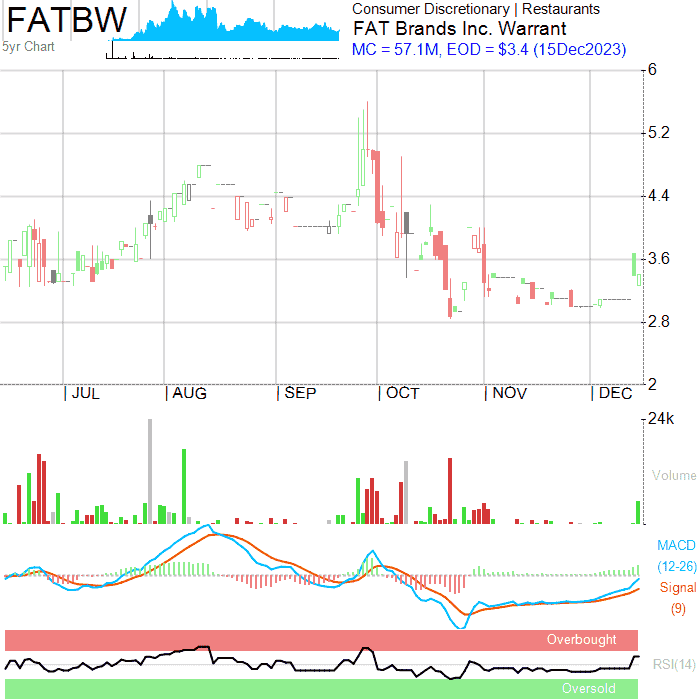 FATBW
5yr Chart
Consumer Discretionary | Restaurants
FAT Brands Inc. Warrant
MC = 57.1M, EOD = $3.4 (15Dec2023)
6
5.2
4.4
3.6
2.8
2
| JUL | AUG | SEP | OCT | NOV | DEC
24k
Volume
MACD
(12-26)
Signal
(9)
Overbought
RSI(14)
Oversold